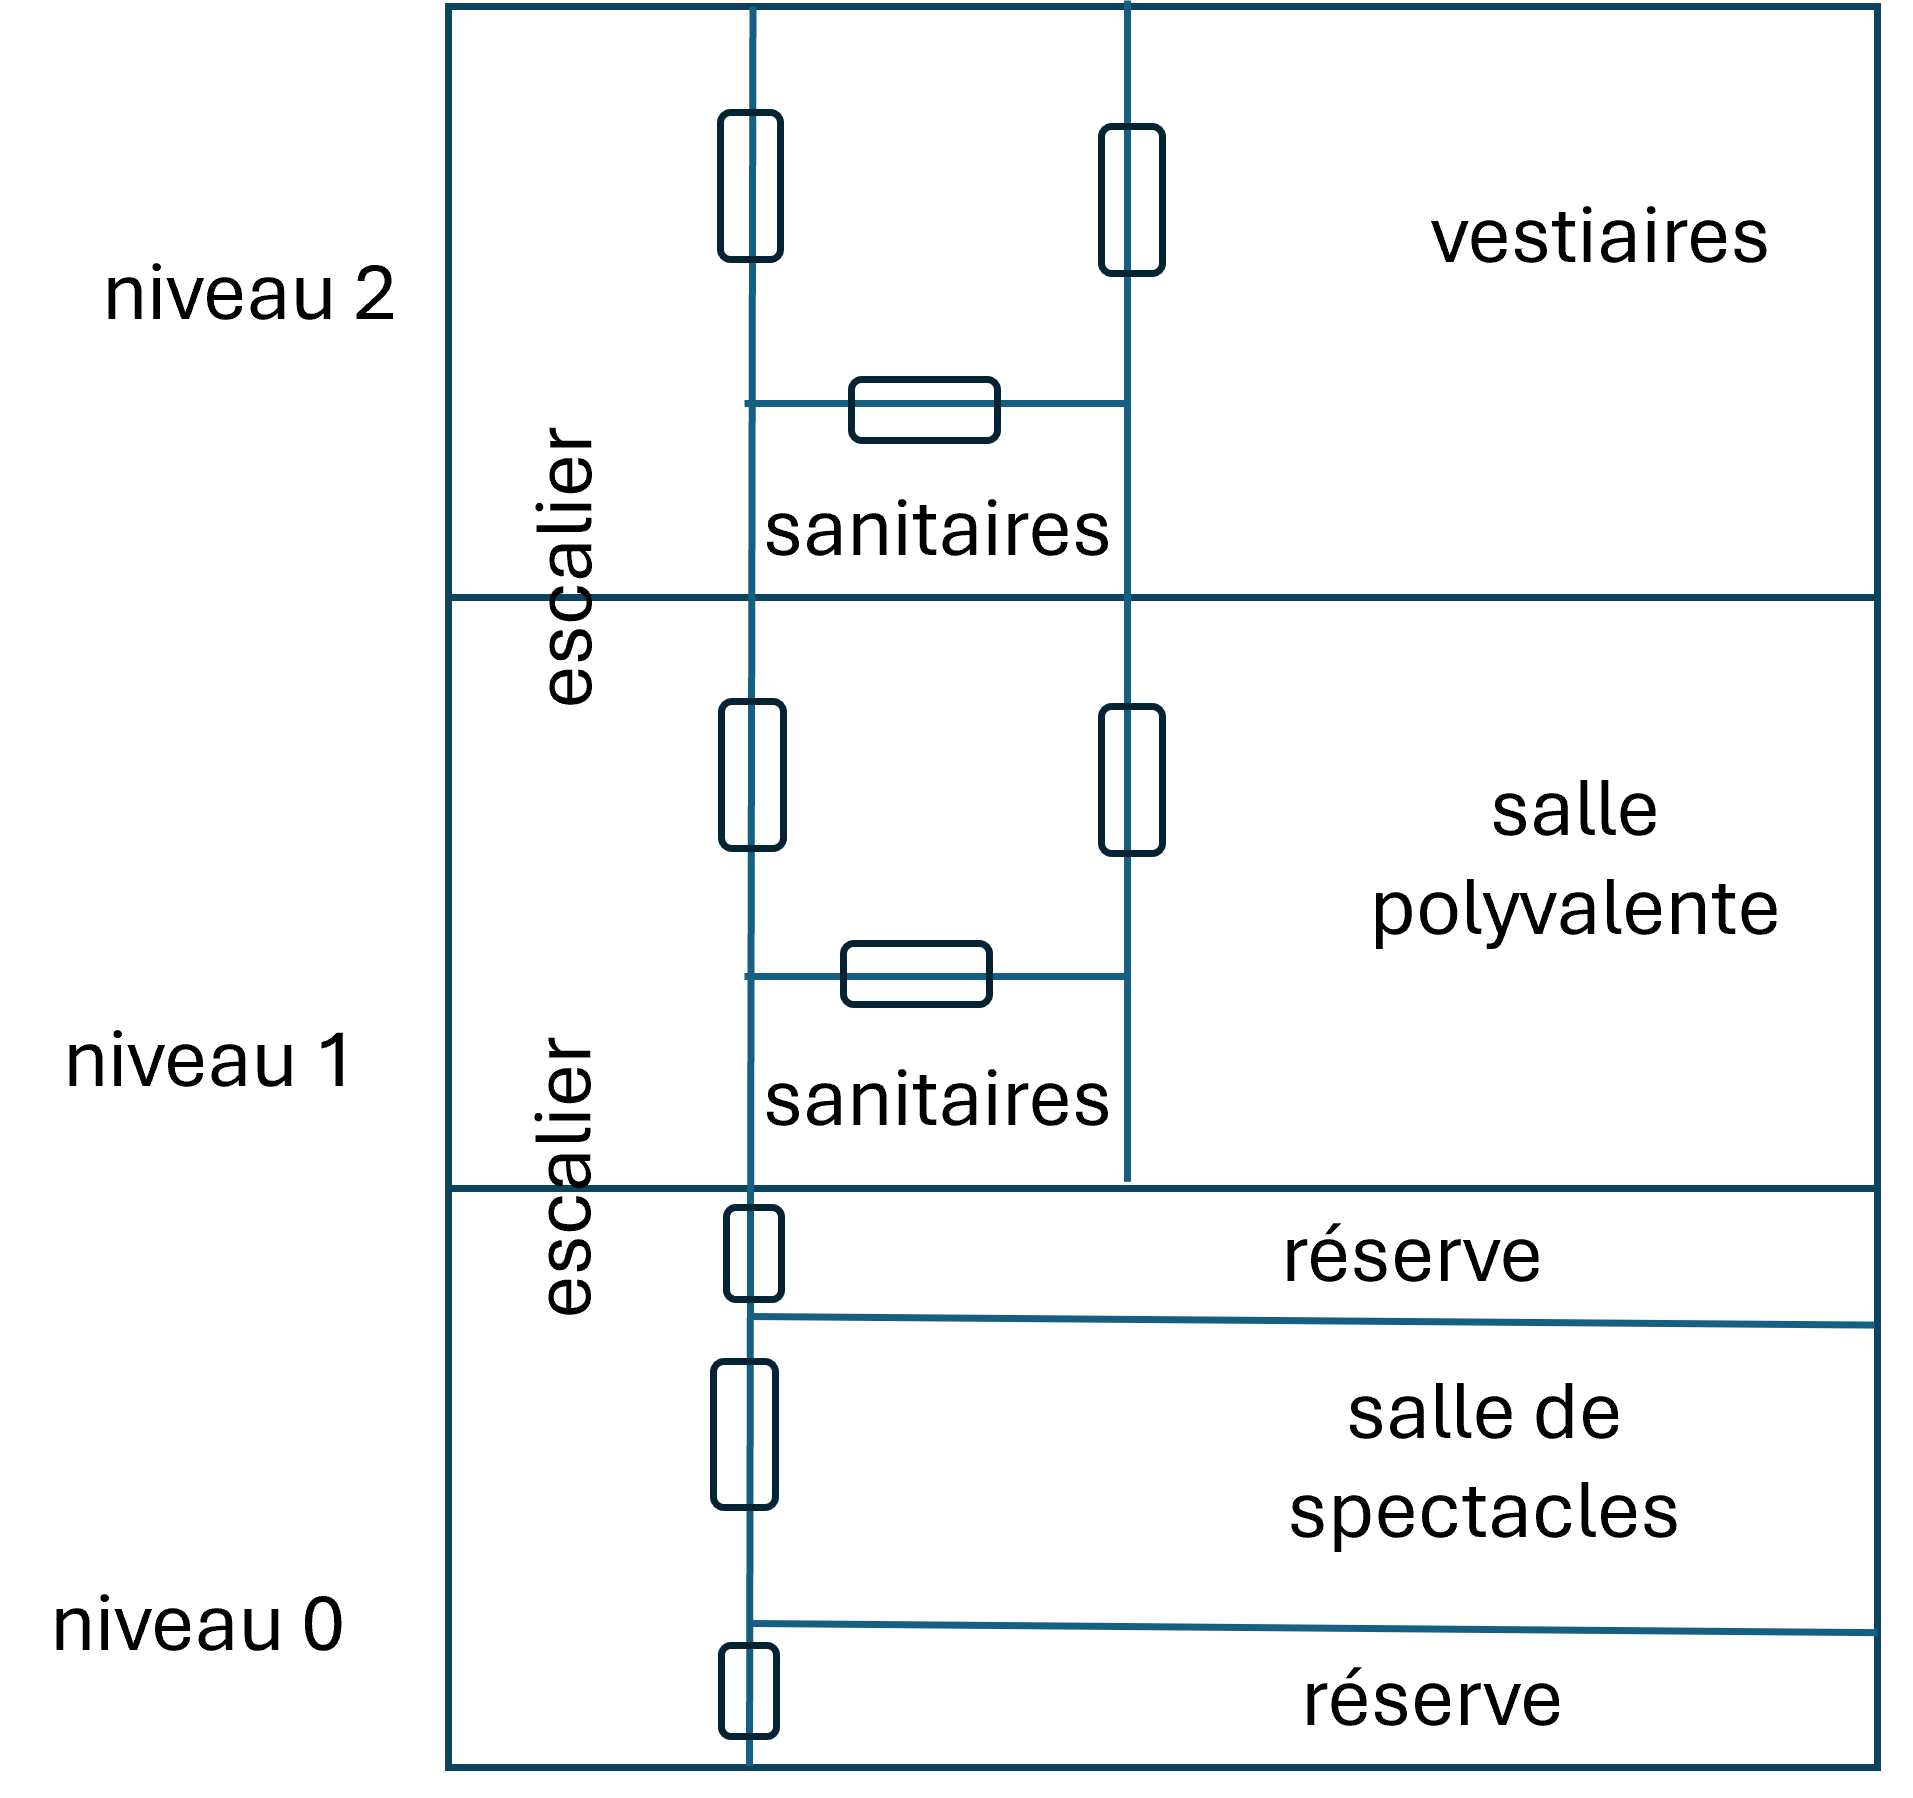 niveau 2
vestiaires
escalier
sanitaires
salle
polyvalente
niveau 1
escalier
sanitaires
réserve
salle de
spectacles
niveau 0
réserve